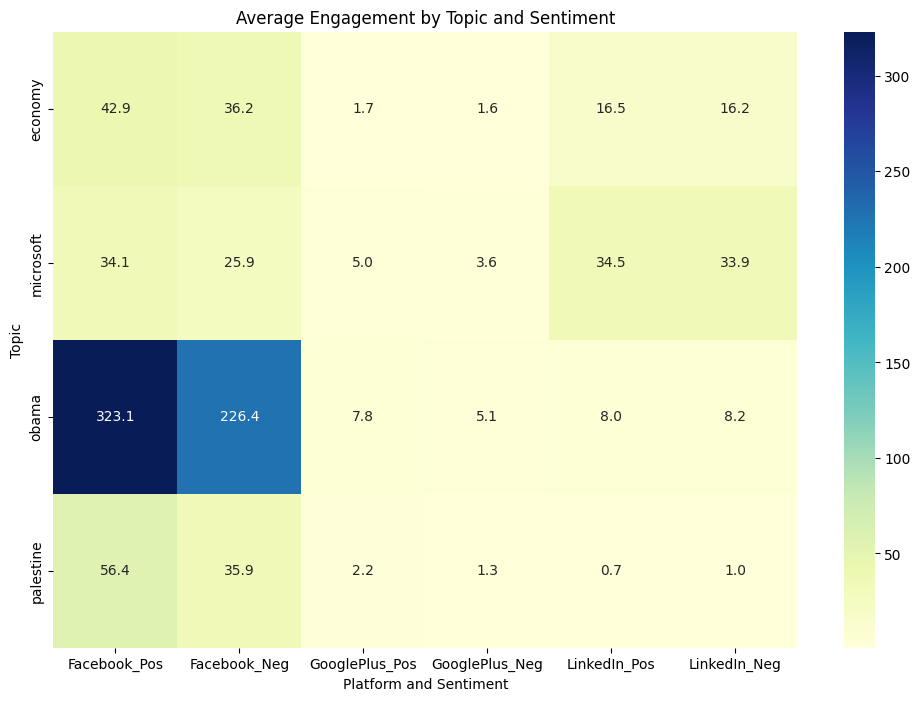 Average Engagement by Topic and Sentiment
Topic
economy
42.9 36.2 1.7 1.6 16.5 16.2
microsoft
34.1 25.9 5.0 3.6 34.5 33.9
obama
323.1 226.4 7.8 5.1 8.0 8.2
palestine
56.4 35.9 2.2 1.3 0.7 1.0
Facebook_Pos Facebook_Neg GooglePlus_Pos GooglePlus_Neg LinkedIn_Pos LinkedIn_Neg
Platform and Sentiment
300
250
200
150
100
50